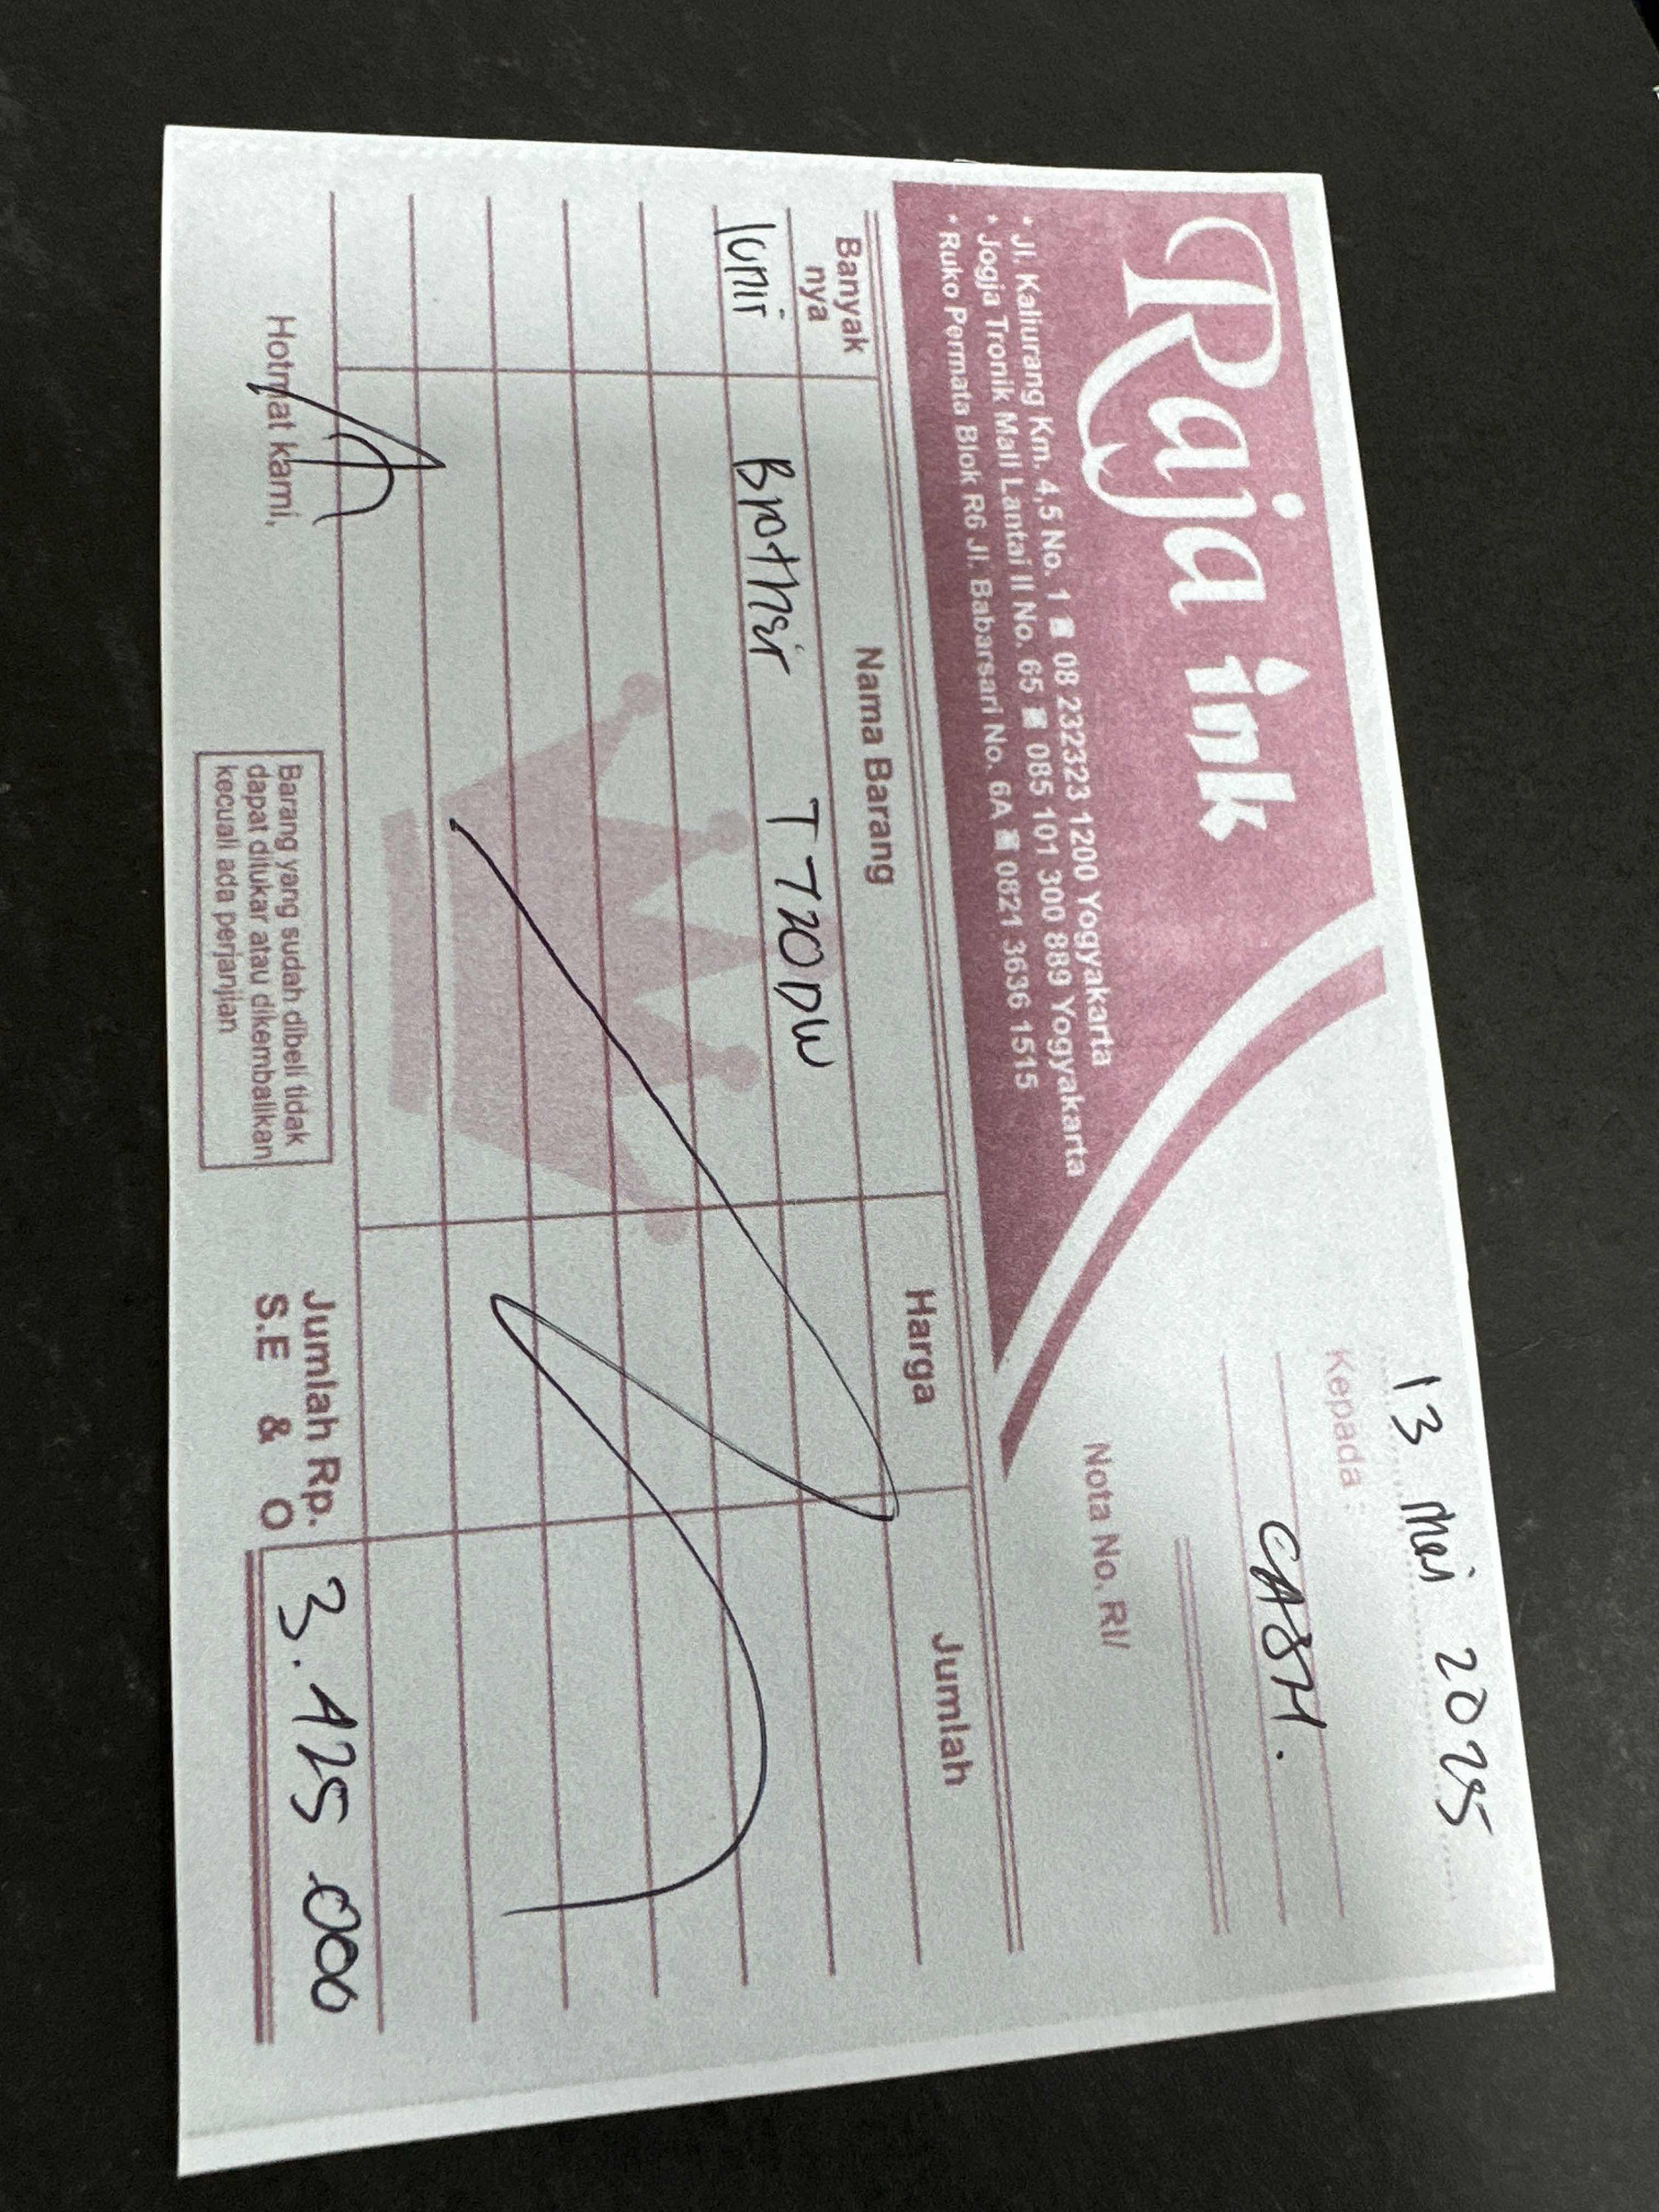 Raja ink
* Jl. Kaliurang Km. 4,5 No. 1 08 232323 1200 Yogyakarta
* Jogja Tronik Mall Lantai II No. 65 085 101 300 889 Yogyakarta
* Ruko Permata Blok R6 Jl. Babarsari No. 6A 0821 3636 1515
13 Mei 2025
Kepada :
CASH.
Nota No. RI/
Banyak nya Nama Barang Harga Jumlah
1 unit Brother T720DW
Hotmat kami,
Barang yang sudah dibeli tidak
dapat ditukar atau dikembalikan
kecuali ada perjanjian
Jumlah Rp. 3.425 000
S.E & O